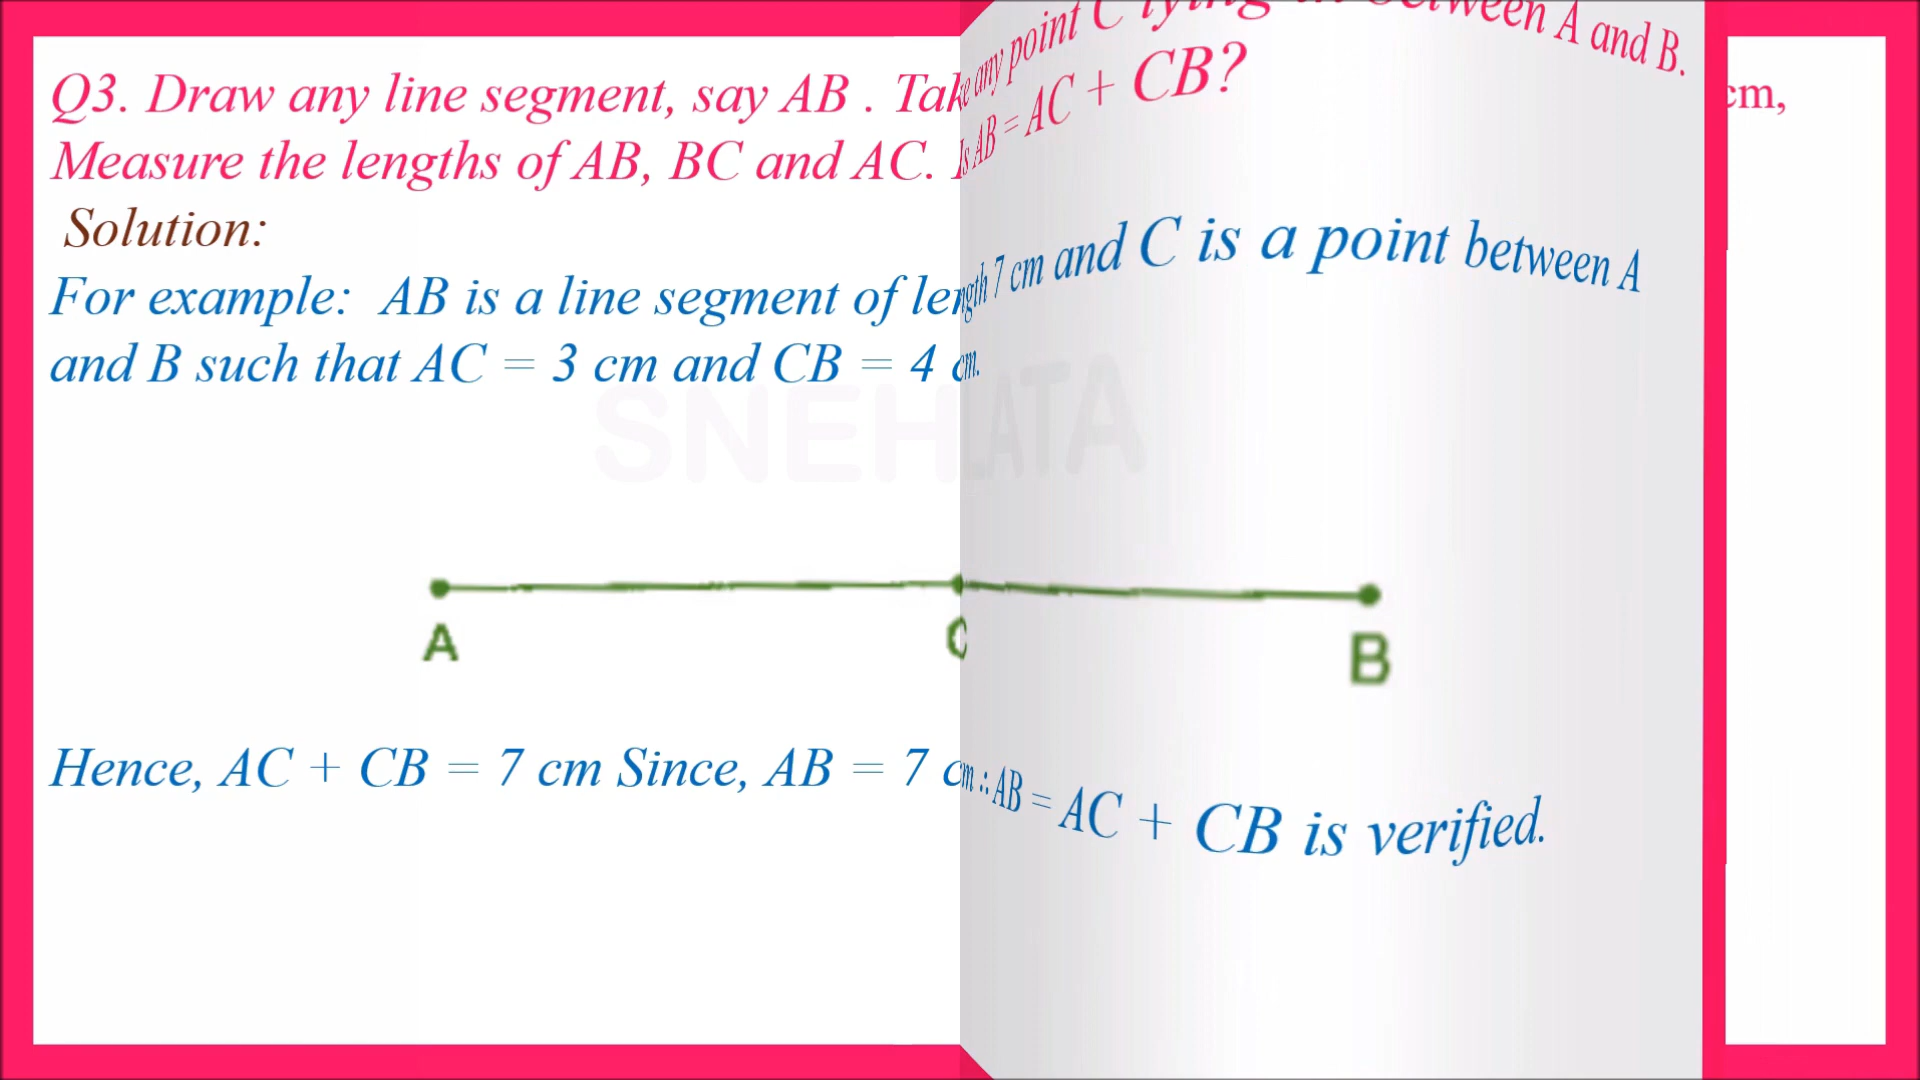 Q3. Draw any line segment, say AB . Take any point C lying in between A and B.
cm,
Measure the lengths of AB, BC and AC. Is AB = AC + CB?
Solution:
For example: AB is a line segment of length 7 cm and C is a point between A
and B such that AC = 3 cm and CB = 4 cm.
SNEHLATA
A C B
Hence, AC + CB = 7 cm Since, AB = 7 cm ∴ AB = AC + CB is verified.